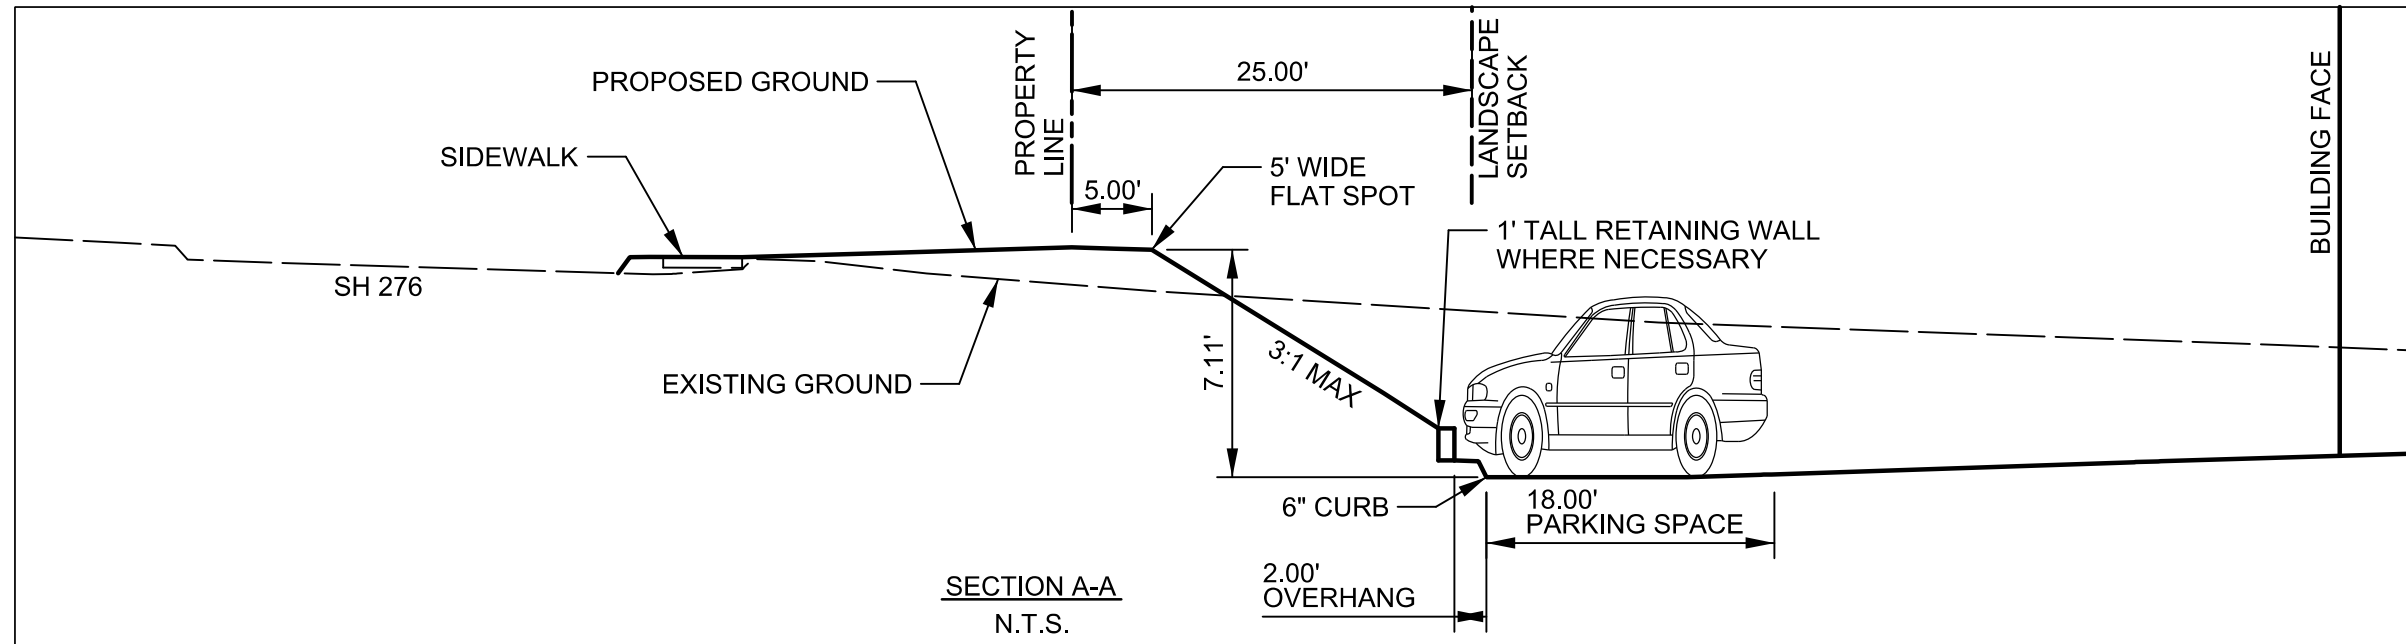 PROPERTY
LINE
LANDSCAPE
SETBACK
BUILDING FACE
25.00'
PROPOSED GROUND
SIDEWALK
5' WIDE
FLAT SPOT
5.00'
1' TALL RETAINING WALL
WHERE NECESSARY
SH 276
7.11'
3:1 MAX
EXISTING GROUND
6" CURB
18.00'
PARKING SPACE
2.00'
OVERHANG
SECTION A-A
N.T.S.